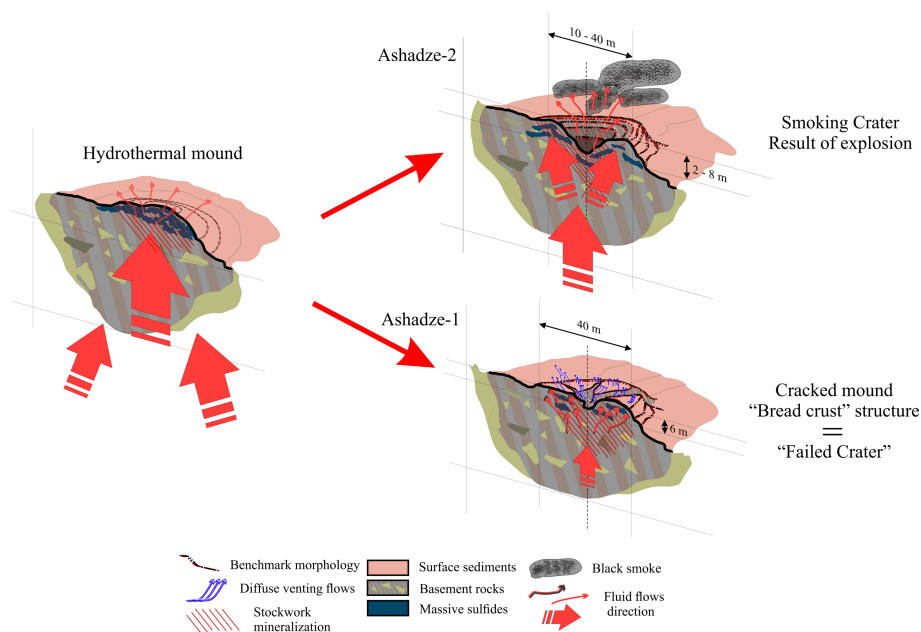 Ashadze-2
10 - 40 m
Hydrothermal mound
Smoking Crater
Result of explosion
2 - 8 m
Ashadze-1
40 m
Cracked mound
“Bread crust” structure
=
“Failed Crater”
6 m
Benchmark morphology
Surface sediments
Black smoke
Diffuse venting flows
Basement rocks
Fluid flows
direction
Stockwork
mineralization
Massive sulfides